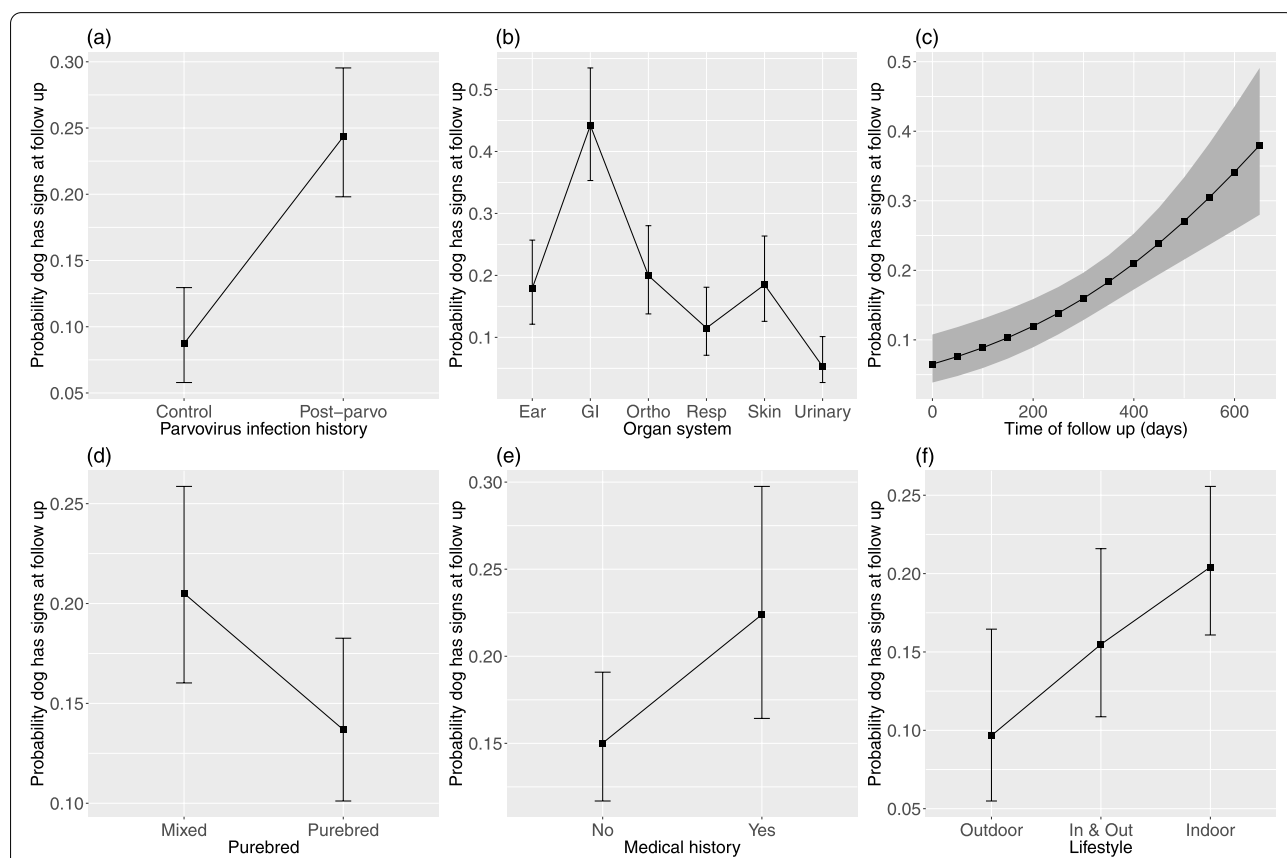 (a)
Probability dog has signs at follow up
0.30
0.25
0.20
0.15
0.10
0.05
Control Post−parvo
Parvovirus infection history
(b)
Probability dog has signs at follow up
0.5
0.4
0.3
0.2
0.1
Ear GI Ortho Resp Skin Urinary
Organ system
(c)
Probability dog has signs at follow up
0.5
0.4
0.3
0.2
0.1
0 200 400 600
Time of follow up (days)
(d)
Probability dog has signs at follow up
0.25
0.20
0.15
0.10
Mixed Purebred
Purebred
(e)
Probability dog has signs at follow up
0.30
0.25
0.20
0.15
No Yes
Medical history
(f)
Probability dog has signs at follow up
0.25
0.20
0.15
0.10
0.05
Outdoor In & Out Indoor
Lifestyle